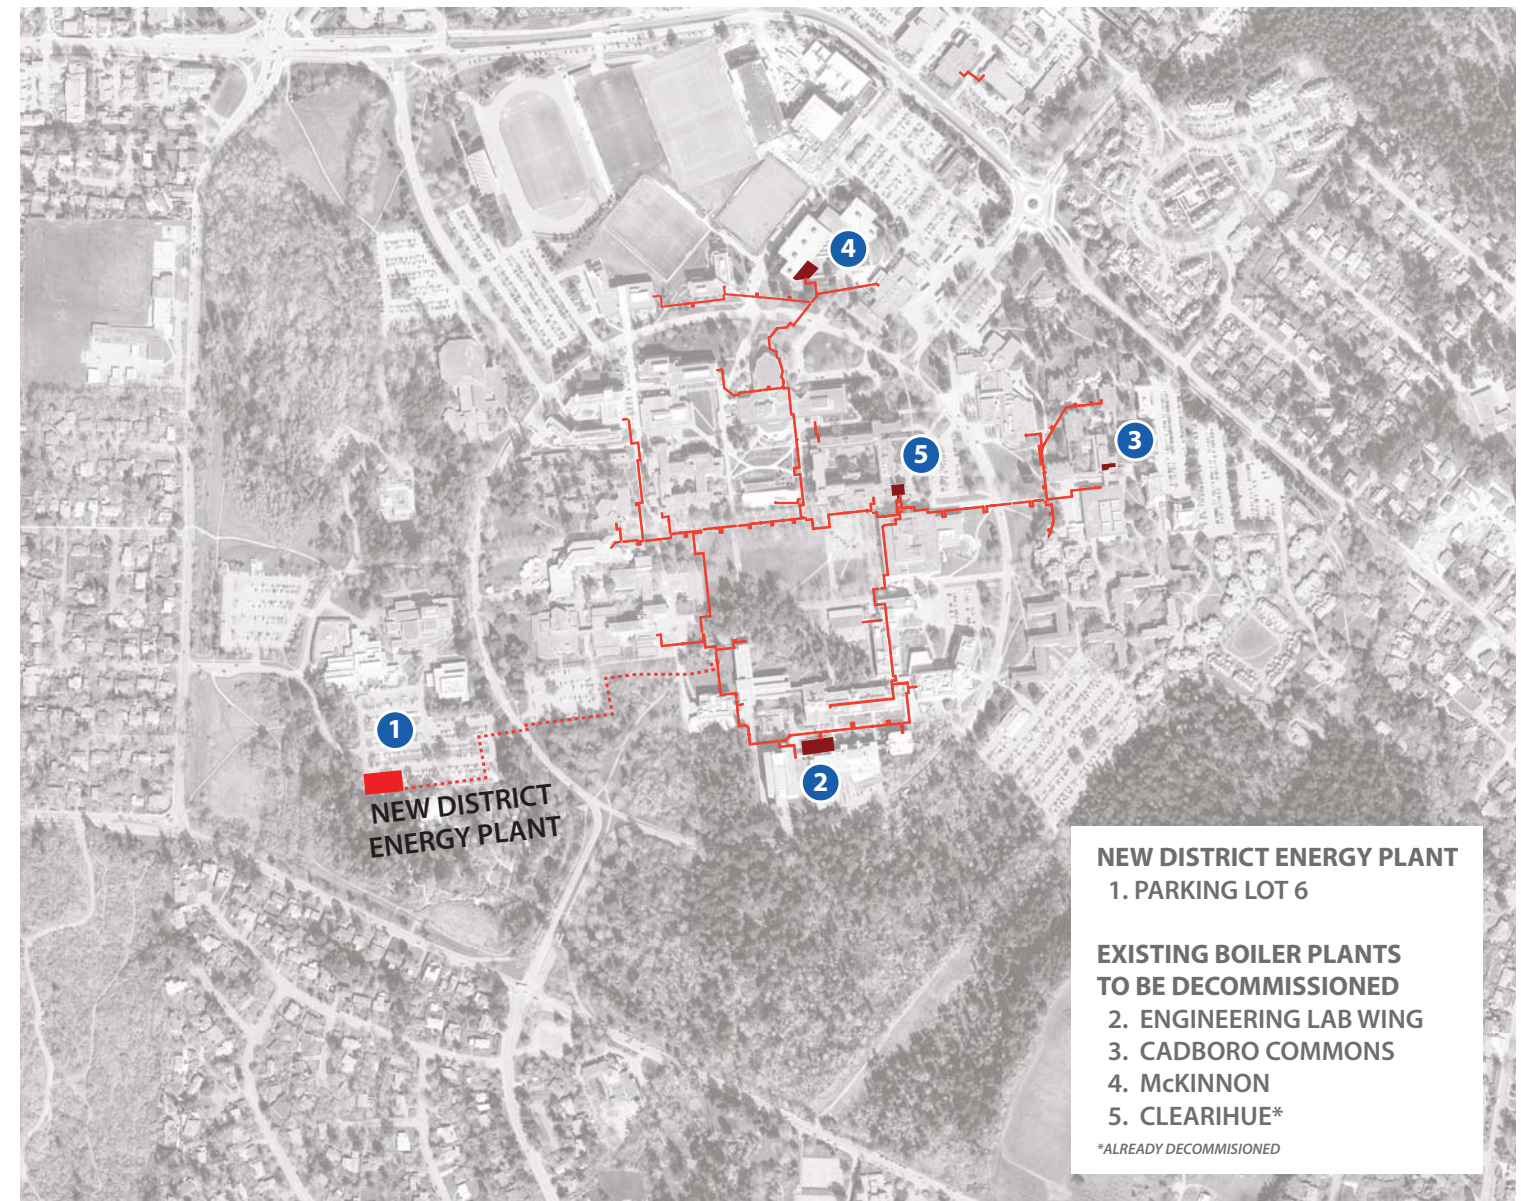 4
5
3
1
2
NEW DISTRICT
ENERGY PLANT
NEW DISTRICT ENERGY PLANT
1. PARKING LOT 6
EXISTING BOILER PLANTS
TO BE DECOMMISSIONED
2. ENGINEERING LAB WING
3. CADBORO COMMONS
4. McKINNON
5. CLEARIHUE*
*ALREADY DECOMMISIONED